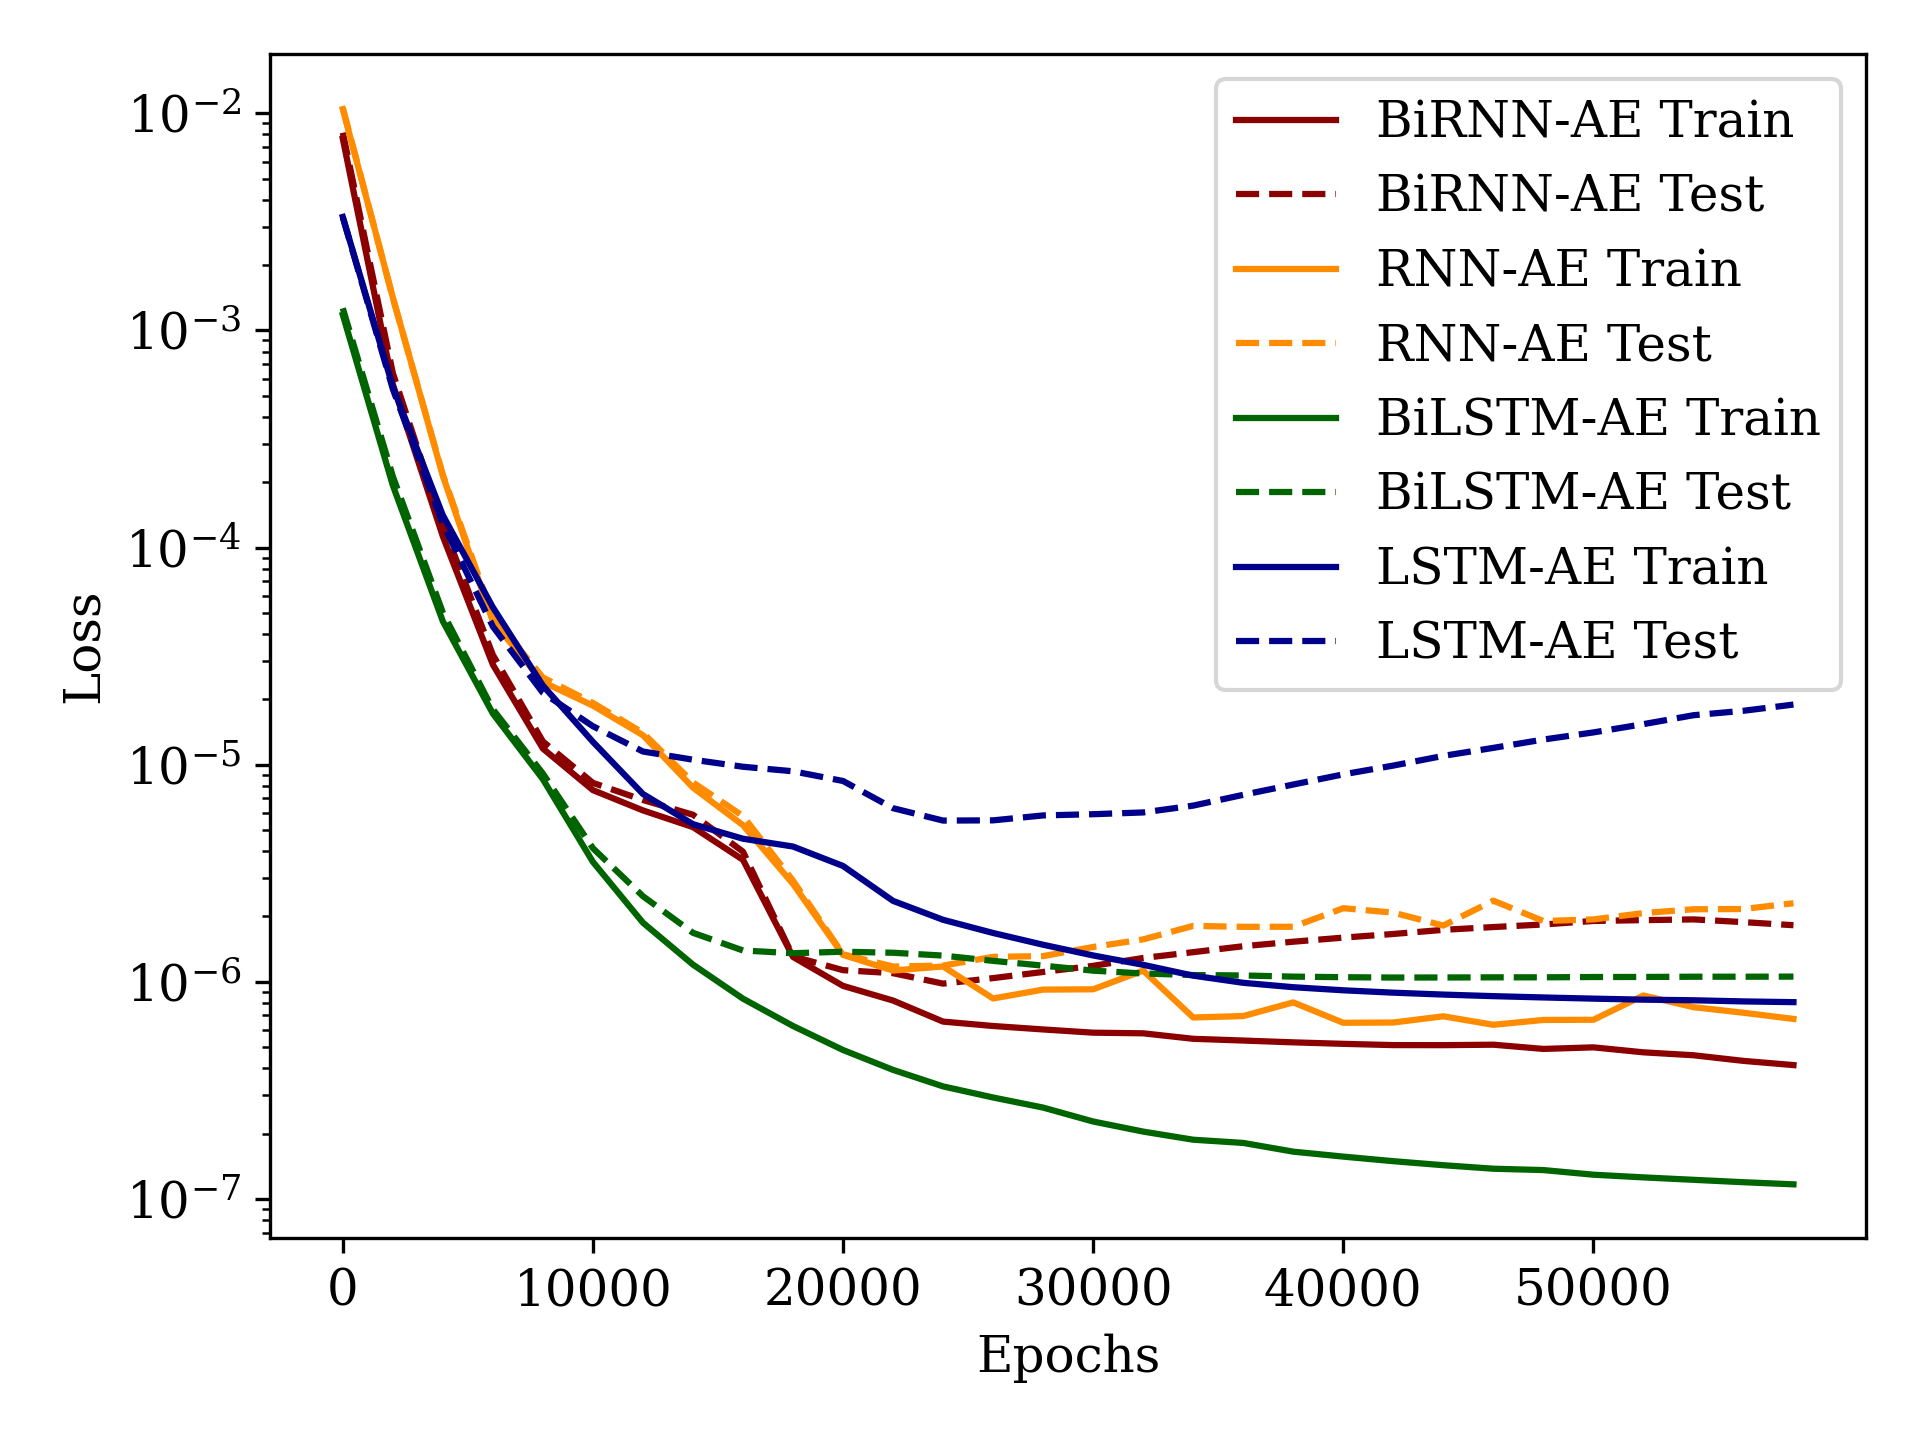 10⁻²
10⁻³
10⁻⁴
10⁻⁵
10⁻⁶
10⁻⁷
Loss
BiRNN-AE Train
BiRNN-AE Test
RNN-AE Train
RNN-AE Test
BiLSTM-AE Train
BiLSTM-AE Test
LSTM-AE Train
LSTM-AE Test
0 10000 20000 30000 40000 50000
Epochs